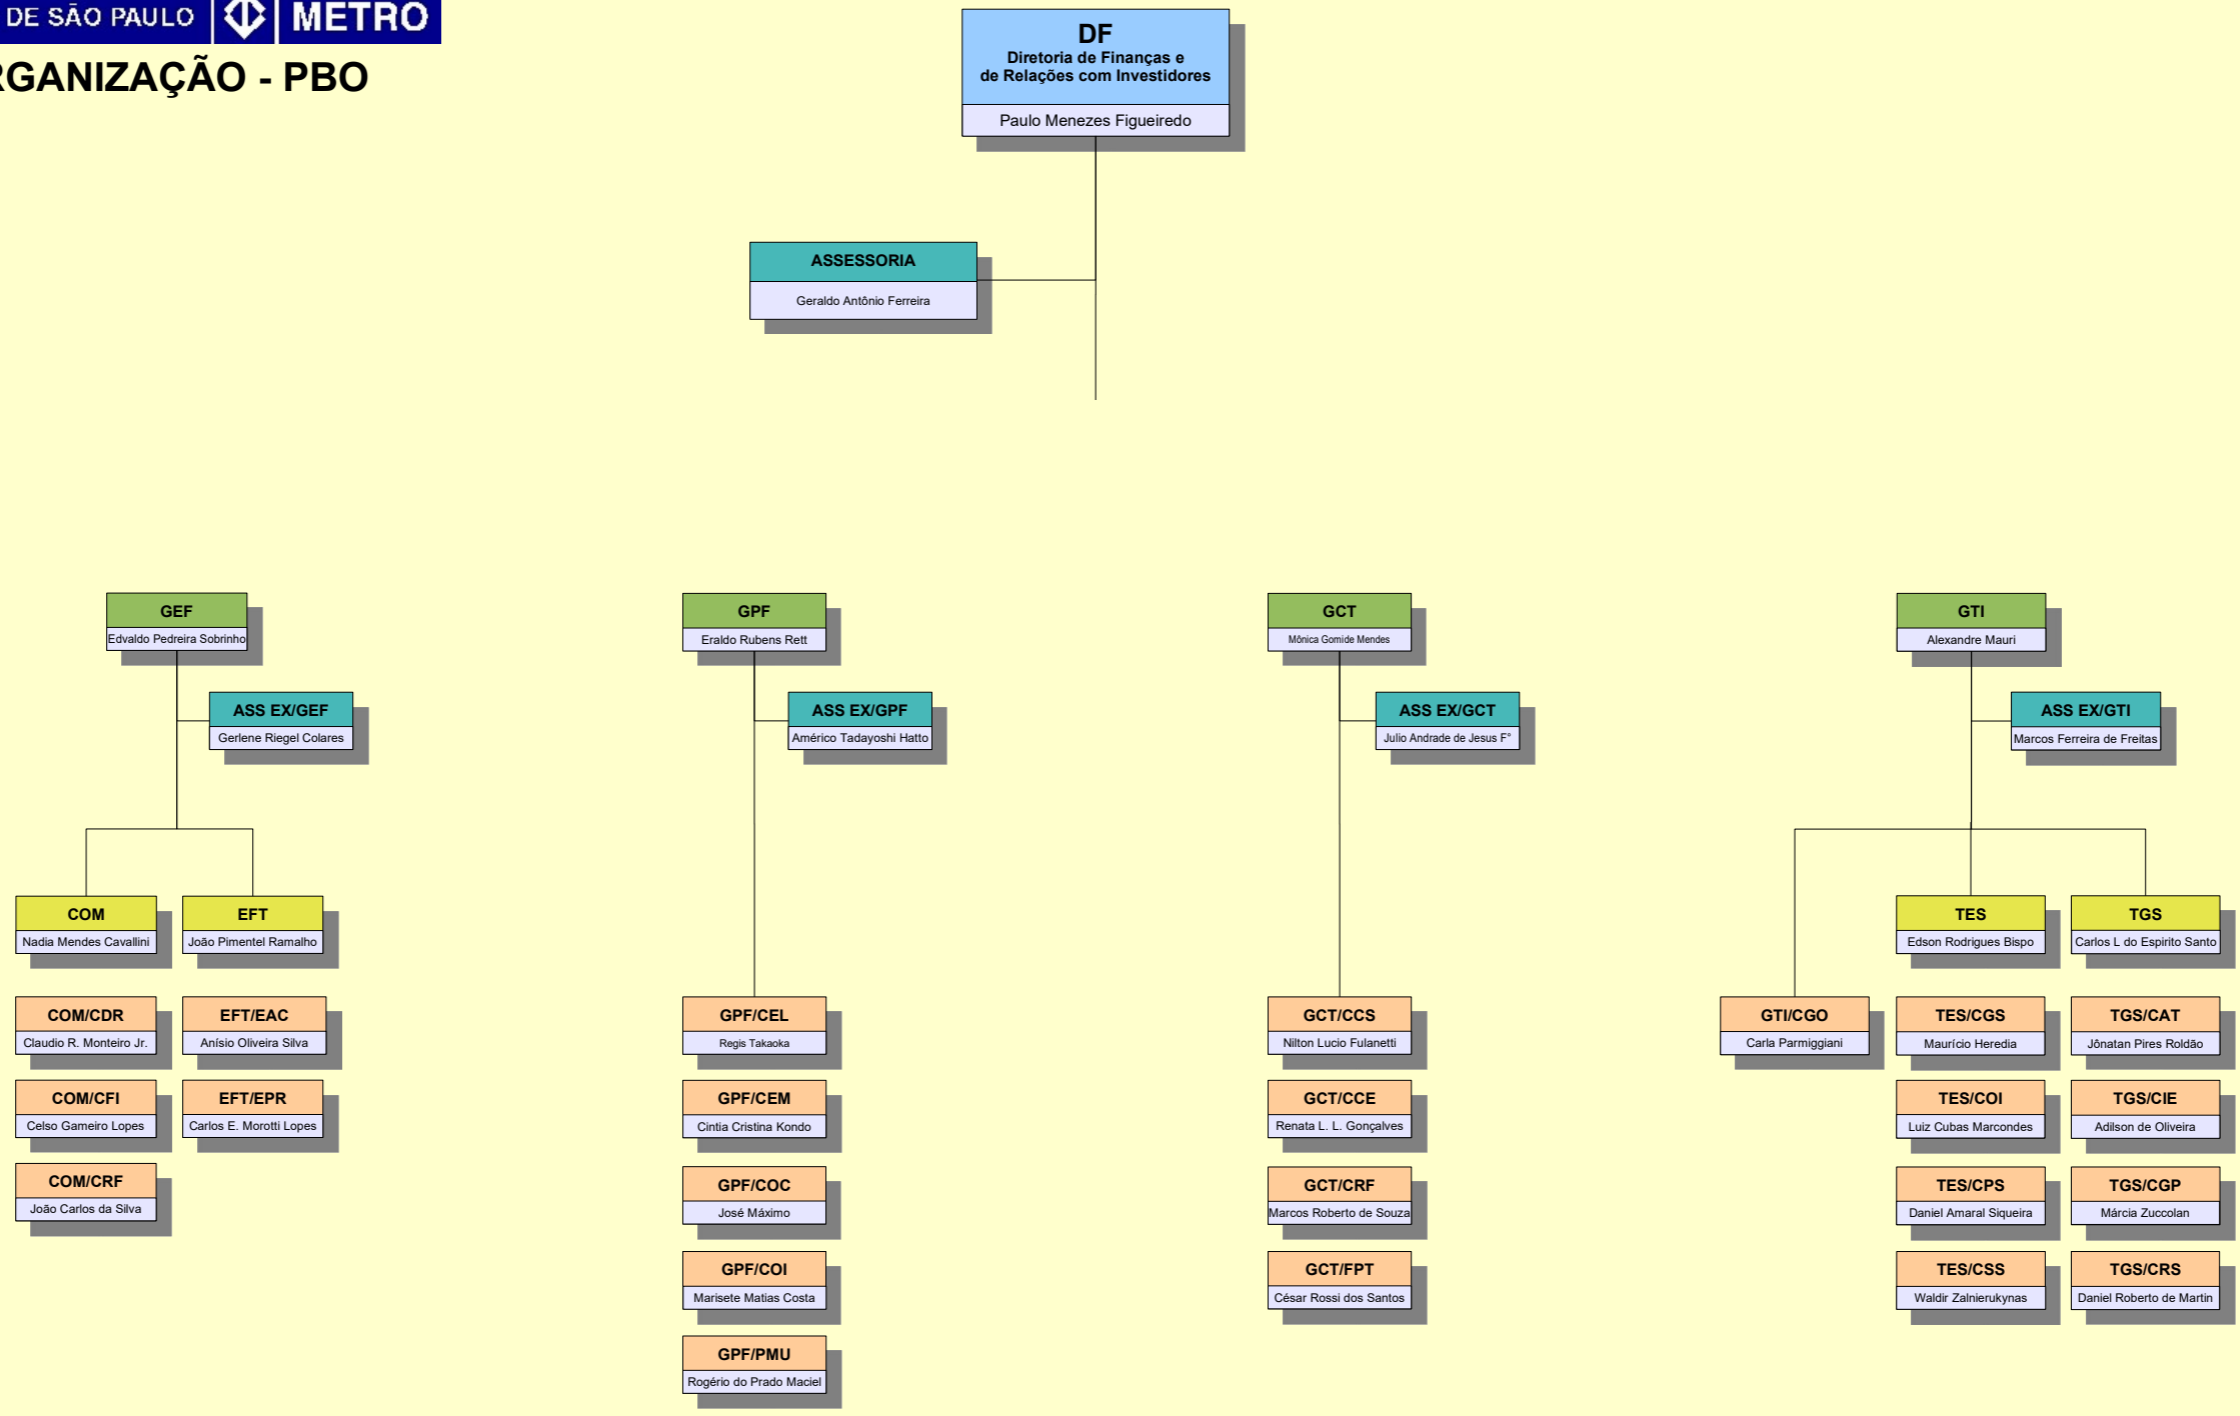 DE SÃO PAULO METRO
RGANIZAÇÃO - PBO
DF
Diretoria de Finanças e
de Relações com Investidores
Paulo Menezes Figueiredo
ASSESSORIA
Geraldo Antônio Ferreira
GEF
Edvaldo Pedreira Sobrinho
ASS EX/GEF
Gerlene Riegel Colares
COM
Nadia Mendes Cavallini
COM/CDR
Claudio R. Monteiro Jr.
COM/CFI
Celso Gameiro Lopes
COM/CRF
João Carlos da Silva
EFT
João Pimentel Ramalho
EFT/EAC
Anísio Oliveira Silva
EFT/EPR
Carlos E. Morotti Lopes
GPF
Eraldo Rubens Rett
ASS EX/GPF
Américo Tadayoshi Hatto
GPF/CEL
Regis Takaoka
GPF/CEM
Cintia Cristina Kondo
GPF/COC
José Máximo
GPF/COI
Marisete Matias Costa
GPF/PMU
Rogério do Prado Maciel
GCT
Mônica Gomide Mendes
ASS EX/GCT
Julio Andrade de Jesus F°
GCT/CCS
Nilton Lucio Fulanetti
GCT/CCE
Renata L. L. Gonçalves
GCT/CRF
Marcos Roberto de Souza
GCT/FPT
César Rossi dos Santos
GTI
Alexandre Mauri
ASS EX/GTI
Marcos Ferreira de Freitas
GTI/CGO
Carla Parmiggiani
TES
Edson Rodrigues Bispo
TES/CGS
Maurício Heredia
TES/COI
Luiz Cubas Marcondes
TES/CPS
Daniel Amaral Siqueira
TES/CSS
Waldir Zalnierukynas
TGS
Carlos L do Espirito Santo
TGS/CAT
Jônatan Pires Roldão
TGS/CIE
Adilson de Oliveira
TGS/CGP
Márcia Zuccolan
TGS/CRS
Daniel Roberto de Martin